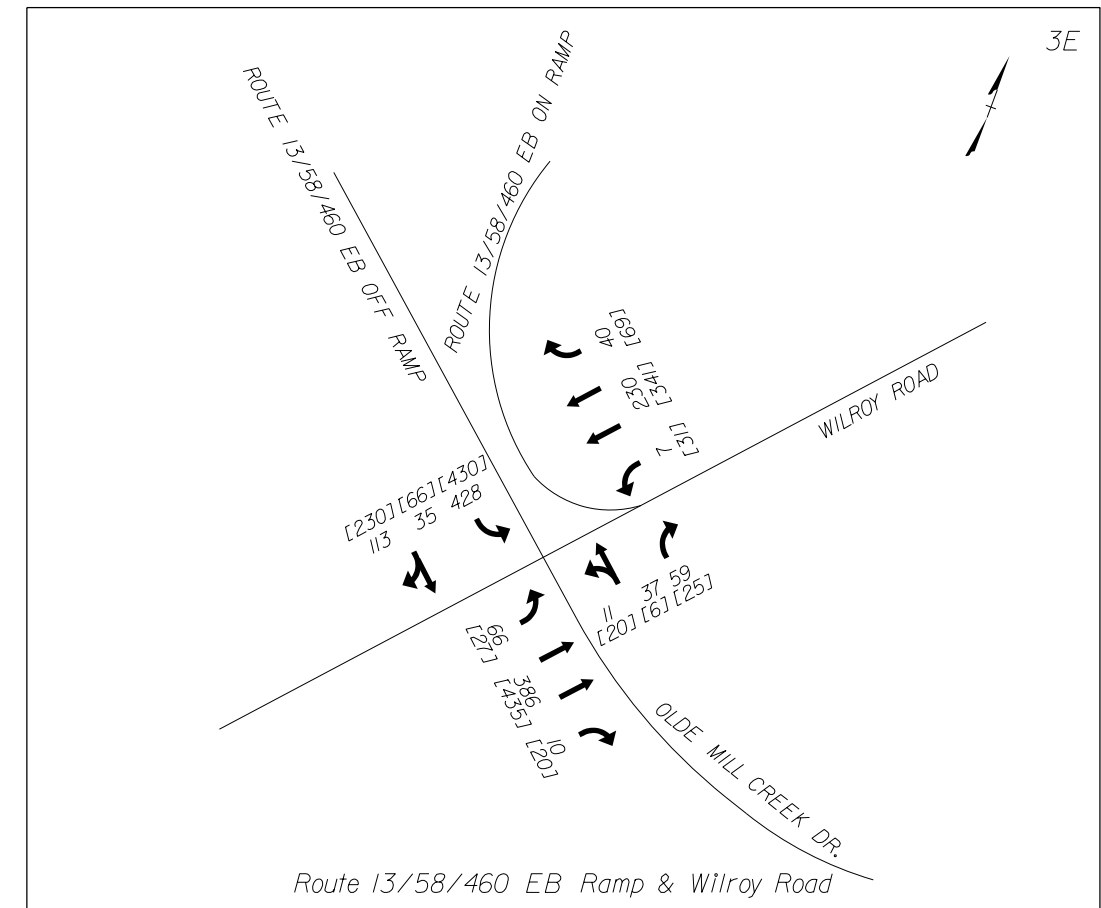 3E
ROUTE 13/58/460 EB OFF RAMP
ROUTE 13/58/460 EB ON RAMP
40 [69]
230 [341]
7 [31]
WILROY ROAD
[230] [66] [430]
113 35 428
11 37 59
[20] [6] [25]
66
[27]
386
[435]
10
[20]
OLDE MILL CREEK DR.
Route 13/58/460 EB Ramp & Wilroy Road